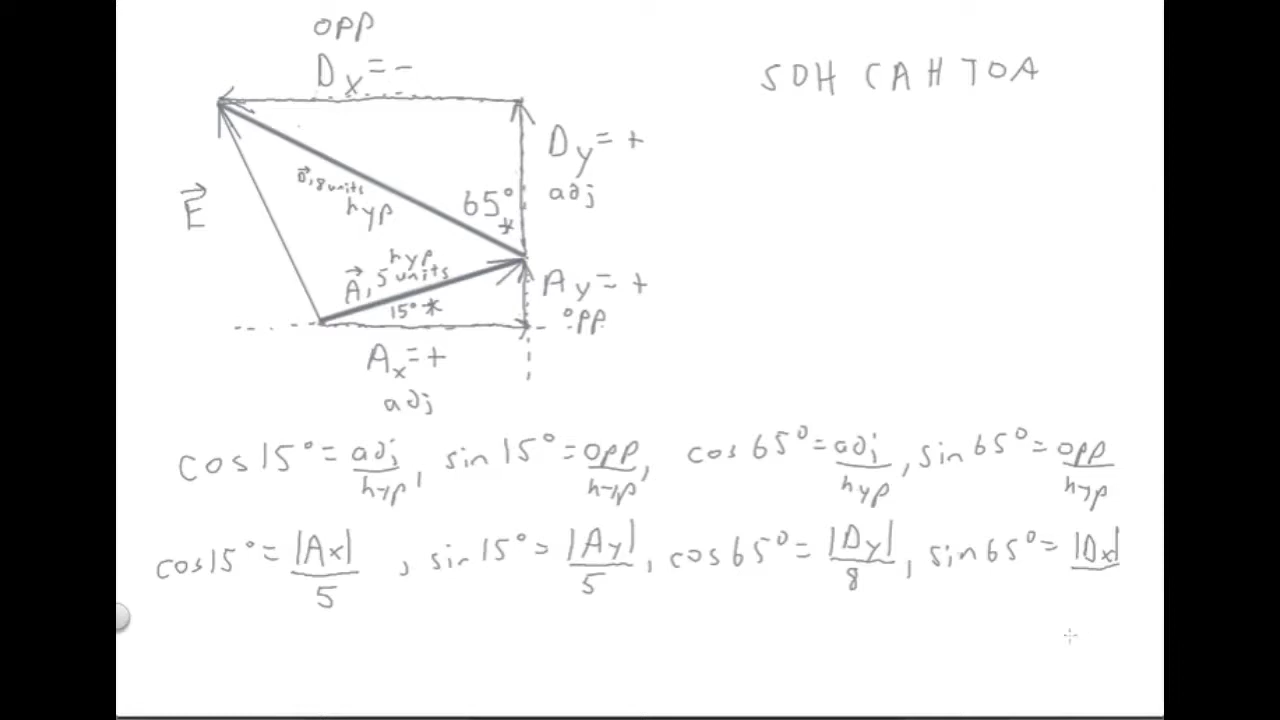 opp
Dx = -
SOH CAH TOA
Dy = +
adj
65° *
D⃗, 8 units
hyp
E⃗
hyp
A⃗, 5 units
15° *
Ay = +
opp
Ax = +
adj
cos 15° = adj/hyp, sin 15° = opp/hyp, cos 65° = adj/hyp, sin 65° = opp/hyp
cos 15° = |Ax|/5, sin 15° = |Ay|/5, cos 65° = |Dy|/8, sin 65° = |Dx|